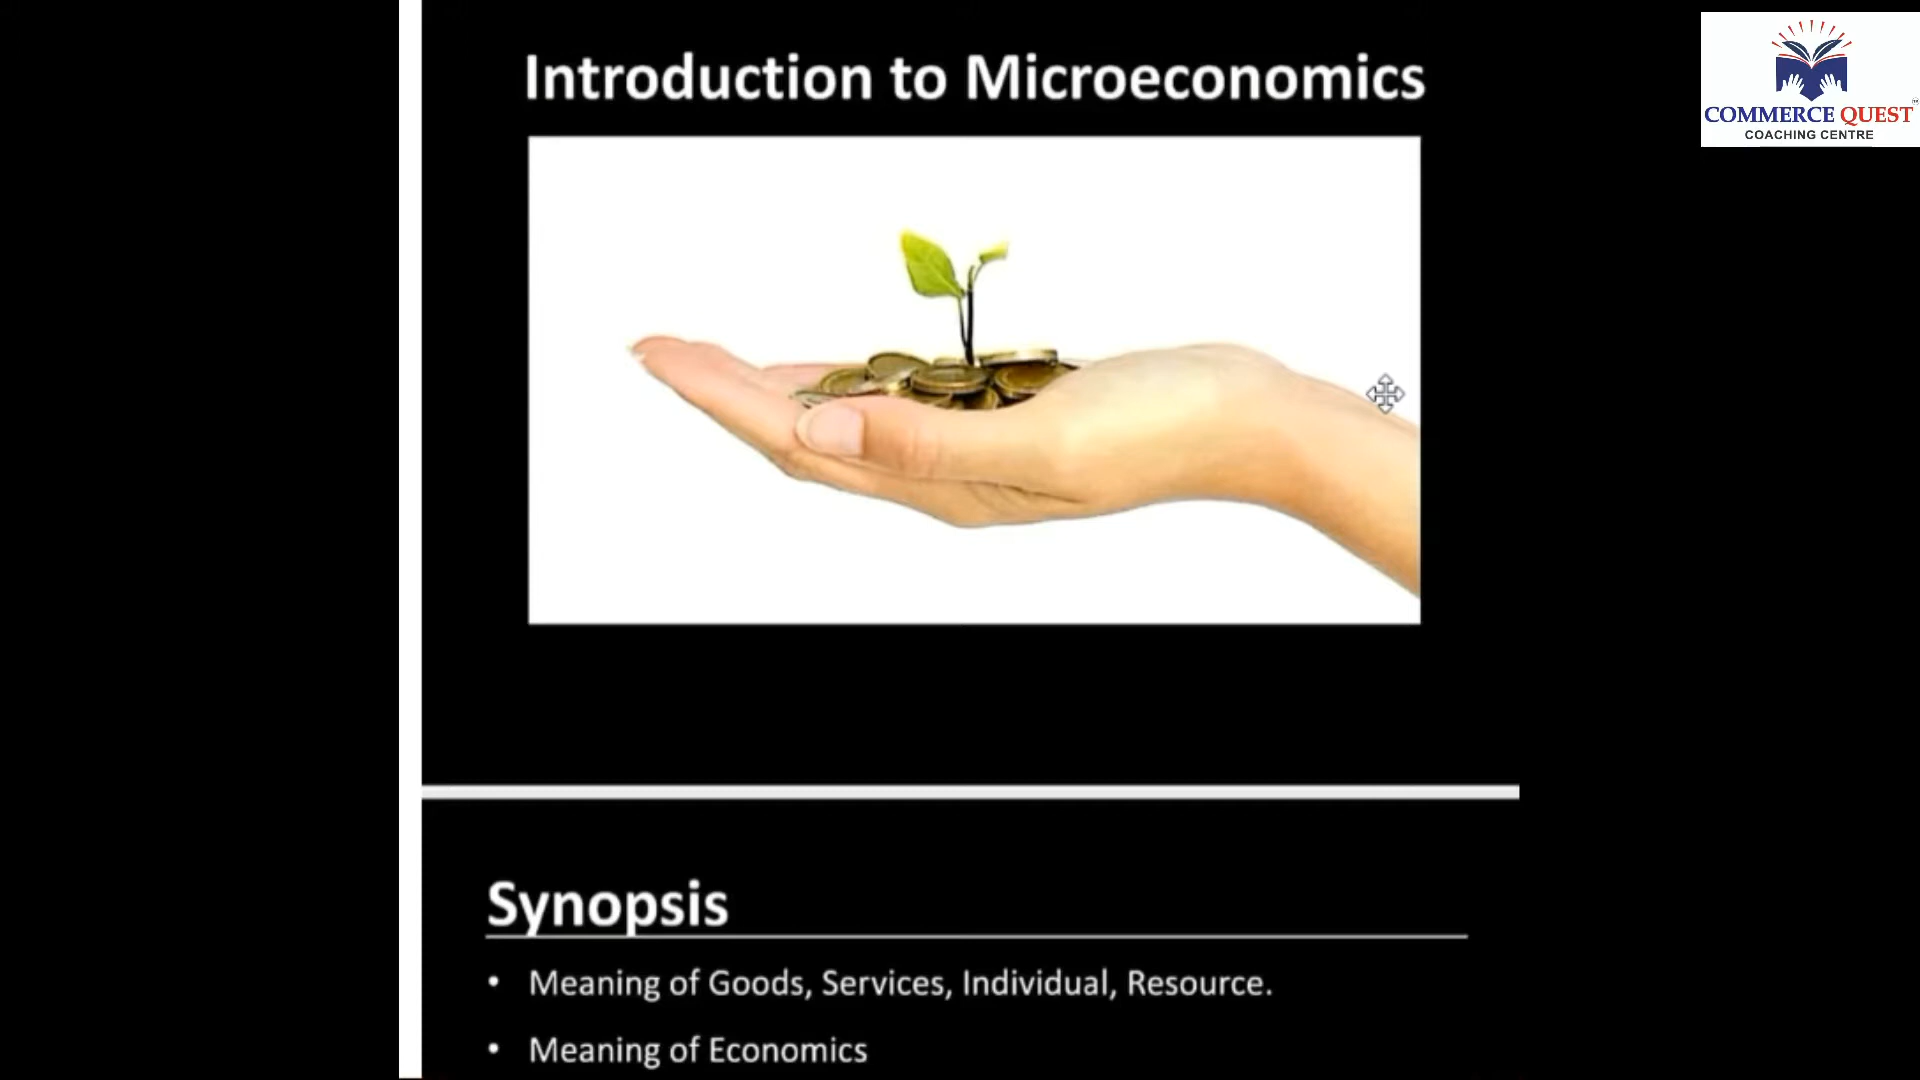 Introduction to Microeconomics
COMMERCE QUEST
COACHING CENTRE
Synopsis
• Meaning of Goods, Services, Individual, Resource.
• Meaning of Economics